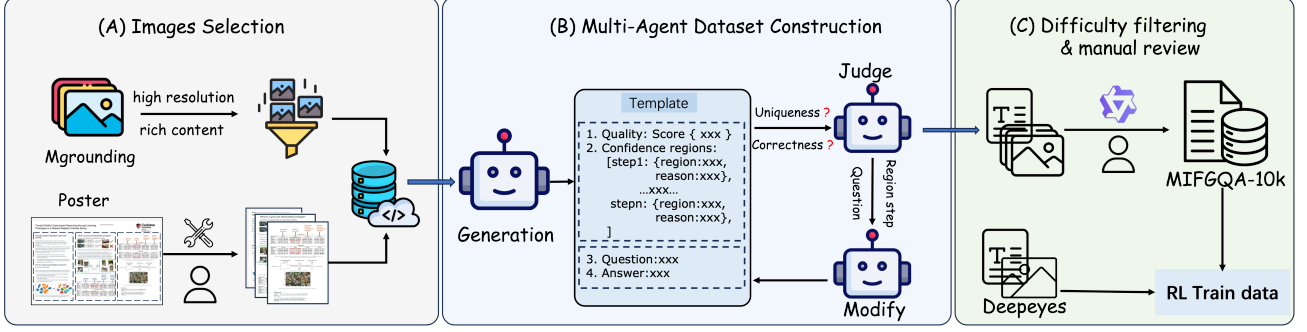 (A) Images Selection
high resolution
rich content
Mgrounding
Poster
</>
(B) Multi-Agent Dataset Construction
Generation
Template
1. Quality: Score { xxx }
2. Confidence regions:
[step1: {region:xxx,
reason:xxx},
...xxx...
stepn: {region:xxx,
reason:xxx},
]
3. Question:xxx
4. Answer:xxx
Uniqueness ?
Correctness ?
Judge
Region step
Question
Modify
(C) Difficulty filtering
& manual review
T
MIFGQA-10k
T
Deepeyes
RL Train data